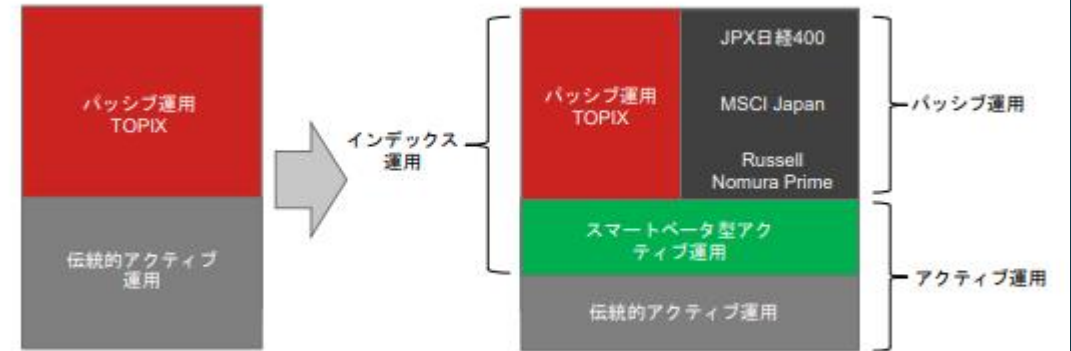 パッシブ運用
TOPIX
伝統的アクティブ
運用
インデックス
運用
パッシブ運用
TOPIX
JPX日経400
MSCI Japan
Russell
Nomura Prime
スマートベータ型アク
ティブ運用
伝統的アクティブ運用
パッシブ運用
アクティブ運用